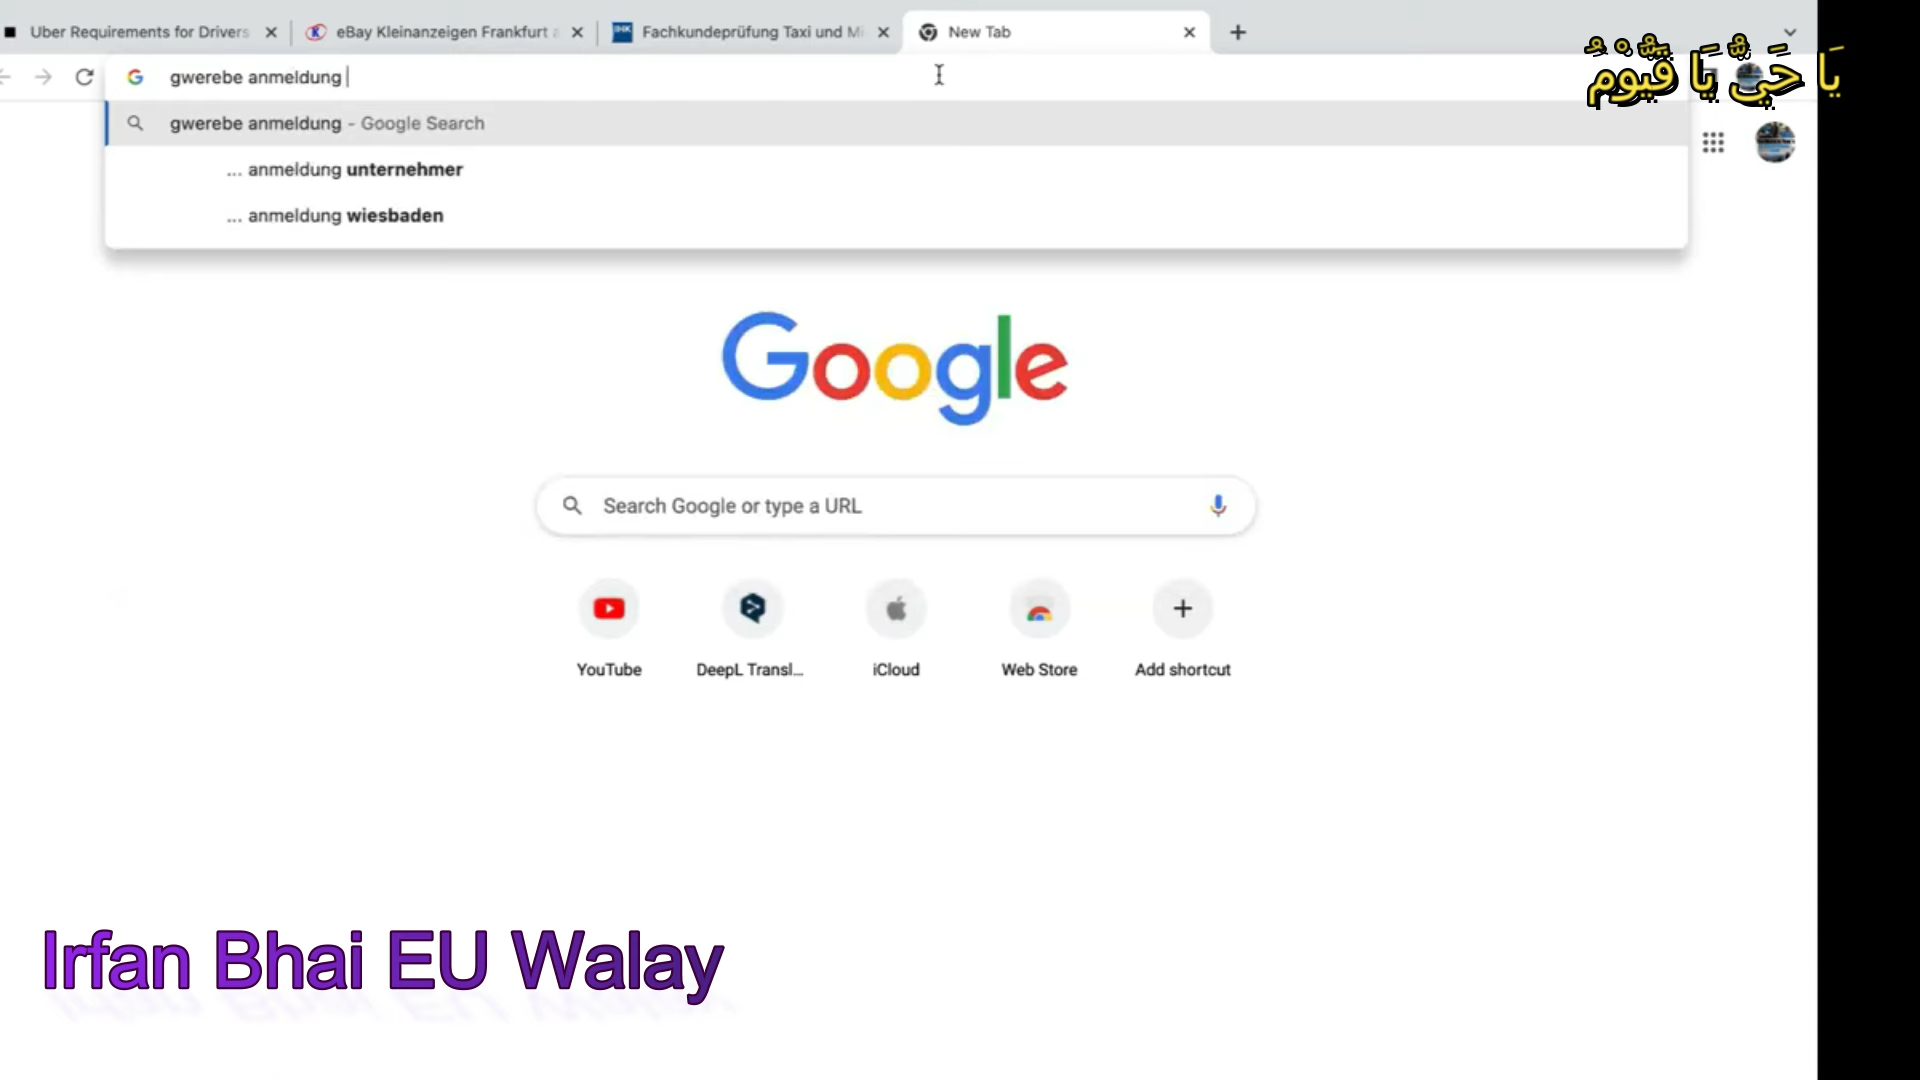 Uber Requirements for Drivers
eBay Kleinanzeigen Frankfurt
Fachkundeprüfung Taxi und Mi
New Tab
gwerebe anmeldung
يَا حَيُّ يَا قَيُّوْمُ
gwerebe anmeldung - Google Search
... anmeldung unternehmer
... anmeldung wiesbaden
Google
Search Google or type a URL
YouTube
DeepL Transl...
iCloud
Web Store
Add shortcut
Irfan Bhai EU Walay